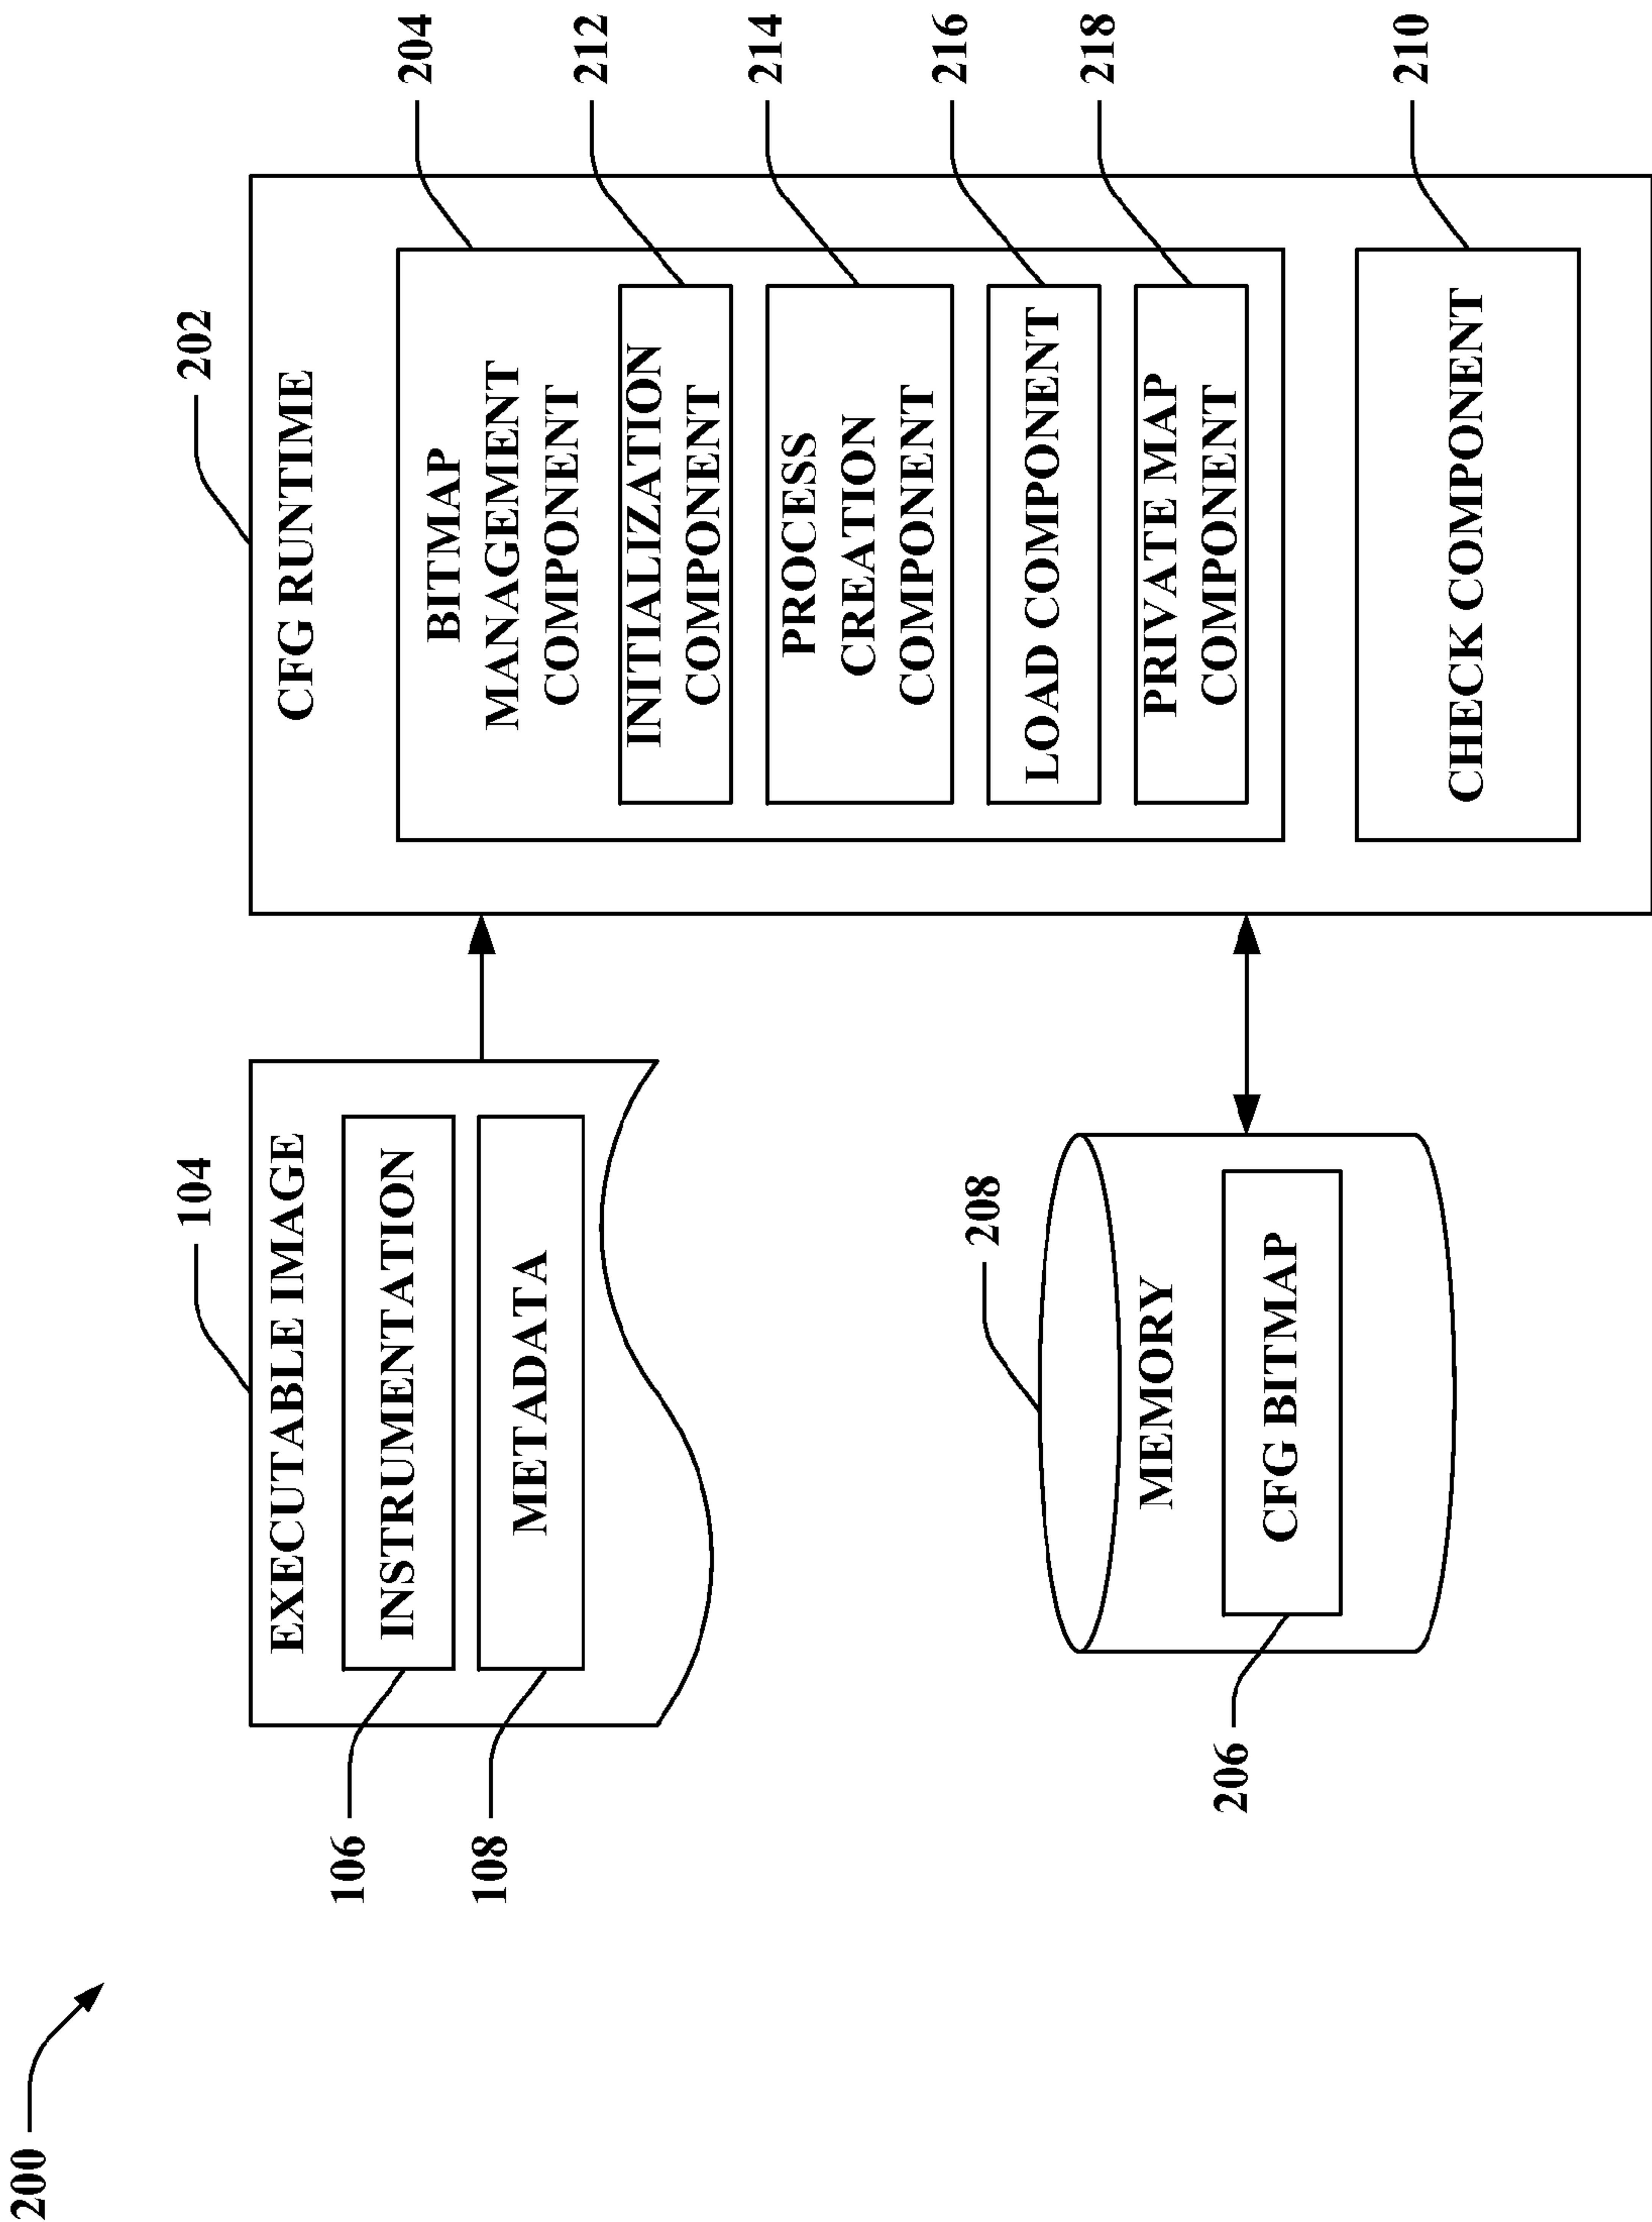 200
104
EXECUTABLE IMAGE
106
INSTRUMENTATION
108
METADATA
208
MEMORY
206
CFG BITMAP
202
CFG RUNTIME
204
BITMAP
MANAGEMENT
COMPONENT
212
INITIALIZATION
COMPONENT
214
PROCESS
CREATION
COMPONENT
216
LOAD COMPONENT
218
PRIVATE MAP
COMPONENT
210
CHECK COMPONENT